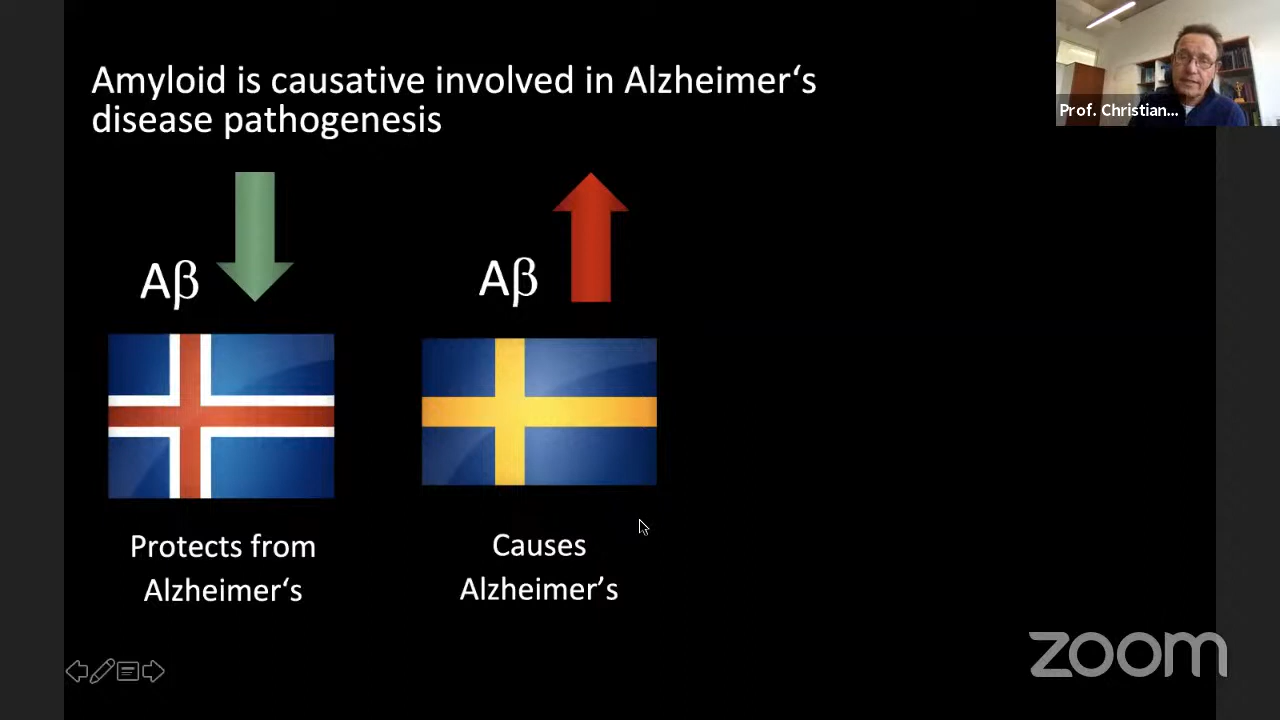 Amyloid is causative involved in Alzheimer‘s
disease pathogenesis
Prof. Christian...
Aβ
Aβ
Protects from
Alzheimer‘s
Causes
Alzheimer’s
zoom